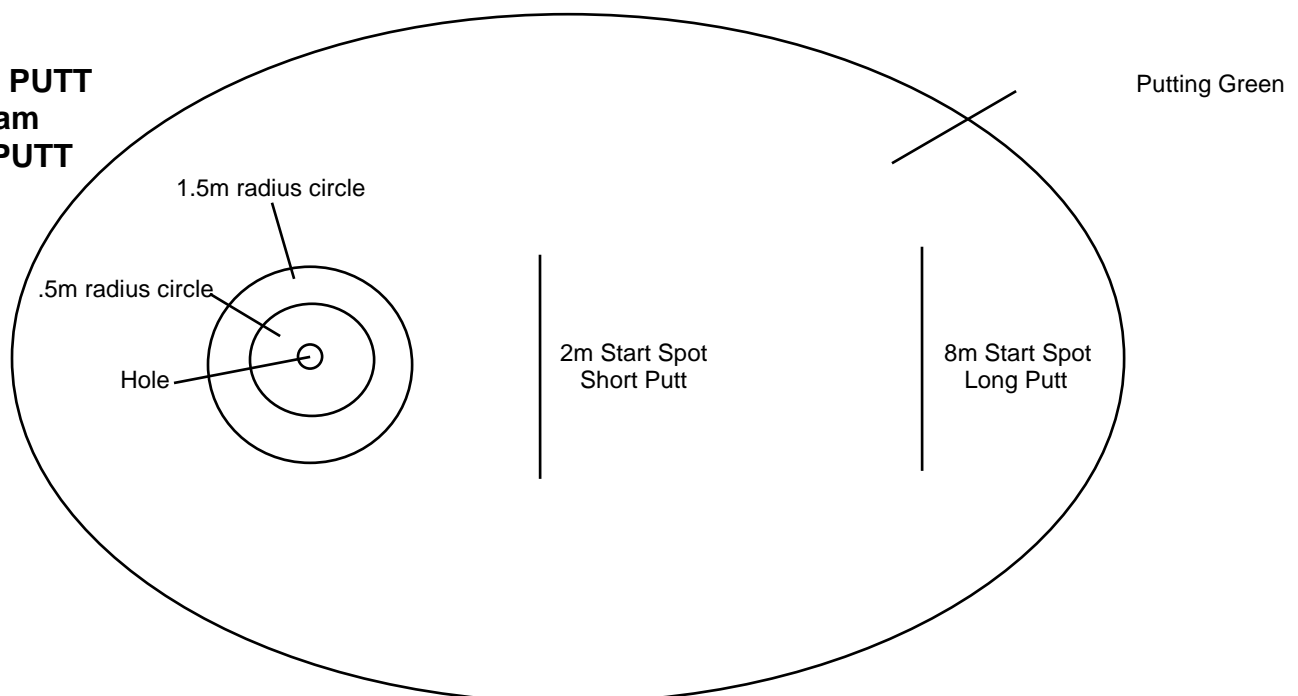 PUTT
PUTT
Putting Green
1.5m radius circle
.5m radius circle
Hole
2m Start Spot
Short Putt
8m Start Spot
Long Putt